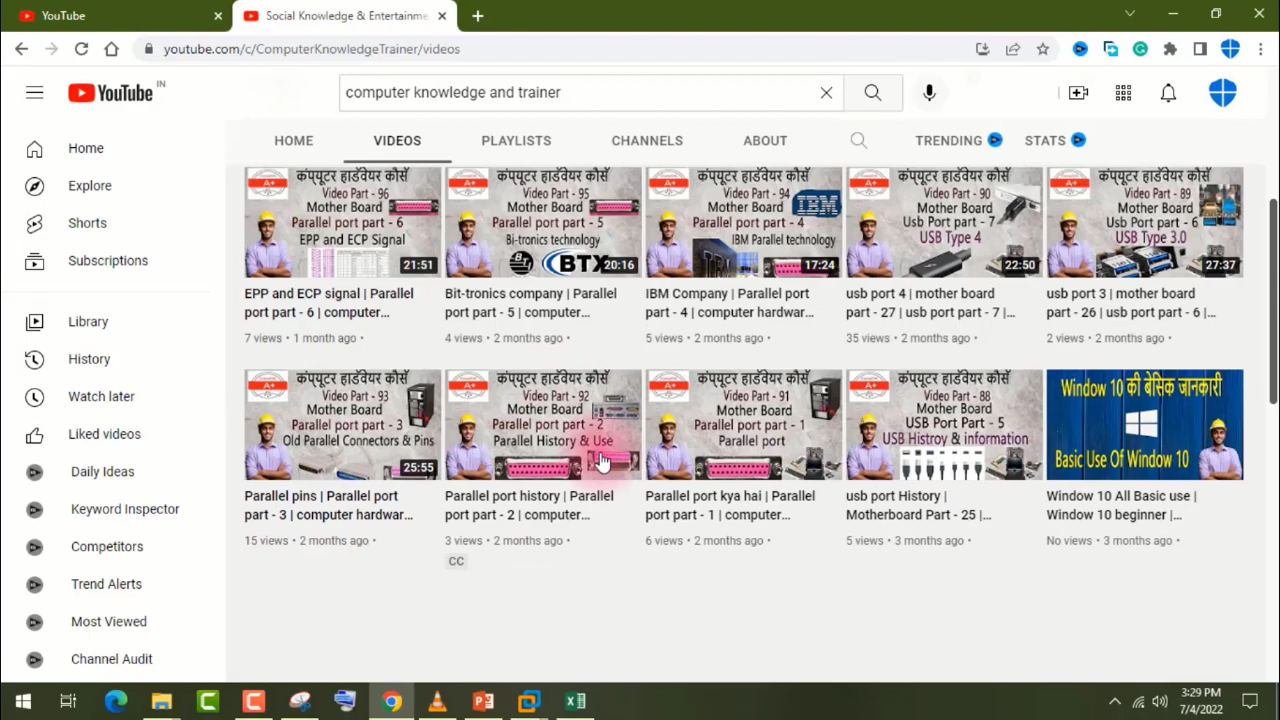 YouTube
Social Knowledge & Entertainme
youtube.com/c/ComputerKnowledgeTrainer/videos
YouTube IN
computer knowledge and trainer
HOME
VIDEOS
PLAYLISTS
CHANNELS
ABOUT
TRENDING
STATS
Home
Explore
Shorts
Subscriptions
Library
History
Watch later
Liked videos
Daily Ideas
Keyword Inspector
Competitors
Trend Alerts
Most Viewed
Channel Audit
A+
कंप्यूटर हार्डवेयर कौर्स
Video Part - 96
Mother Board
Parallel port part - 6
EPP and ECP Signal
21:51
EPP and ECP signal | Parallel
port part - 6 | computer...
7 views • 1 month ago •
A+
कंप्यूटर हार्डवेयर कौर्स
Video Part - 95
Mother Board
Parallel port part - 5
Bi-tronics technology
BT BTX
20:16
Bit-tronics company | Parallel
port part - 5 | computer...
4 views • 2 months ago •
A+
कंप्यूटर हार्डवेयर कौर्स
Video Part - 94
Mother Board
IBM
Parallel port part - 4
IBM Parallel technology
17:24
IBM Company | Parallel port
part - 4 | computer hardwar...
5 views • 2 months ago •
A+
कंप्यूटर हार्डवेयर कौर्स
Video Part - 90
Mother Board
Usb Port part - 7
USB Type 4
22:50
usb port 4 | mother board
part - 27 | usb port part - 7 |...
35 views • 2 months ago •
A+
कंप्यूटर हार्डवेयर कौर्स
Video Part - 89
Mother Board
Usb Port part - 6
USB Type 3.0
27:37
usb port 3 | mother board
part - 26 | usb port part - 6 |...
2 views • 2 months ago •
A+
कंप्यूटर हार्डवेयर कौर्स
Video Part - 93
Mother Board
Parallel port part - 3
Old Parallel Connectors & Pins
25:55
Parallel pins | Parallel port
part - 3 | computer hardwar...
15 views • 2 months ago •
A+
कंप्यूटर हार्डवेयर कौर्स
Video Part - 92
Mother Board
Parallel port part - 2
Parallel History & Use
Parallel port history | Parallel
port part - 2 | computer...
3 views • 2 months ago •
CC
A+
कंप्यूटर हार्डवेयर कौर्स
Video Part - 91
Mother Board
Parallel port part - 1
Parallel port
Parallel port kya hai | Parallel
port part - 1 | computer...
6 views • 2 months ago •
A+
कंप्यूटर हार्डवेयर कौर्स
Video Part - 88
Mother Board
USB Port Part - 5
USB Histroy & information
usb port History |
Motherboard Part - 25 |...
5 views • 3 months ago •
Window 10 की बेसिक जानकारी
Basic Use Of Window 10
Window 10 All Basic use |
Window 10 beginner |...
No views • 3 months ago •
3:29 PM
7/4/2022